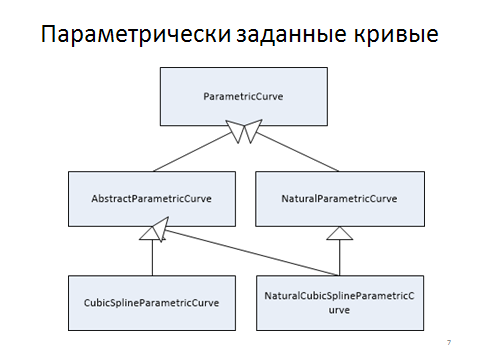 Параметрически заданные кривые
ParametricCurve
AbstractParametricCurve
NaturalParametricCurve
CubicSplineParametricCurve
NaturalCubicSplineParametricC
urve
7